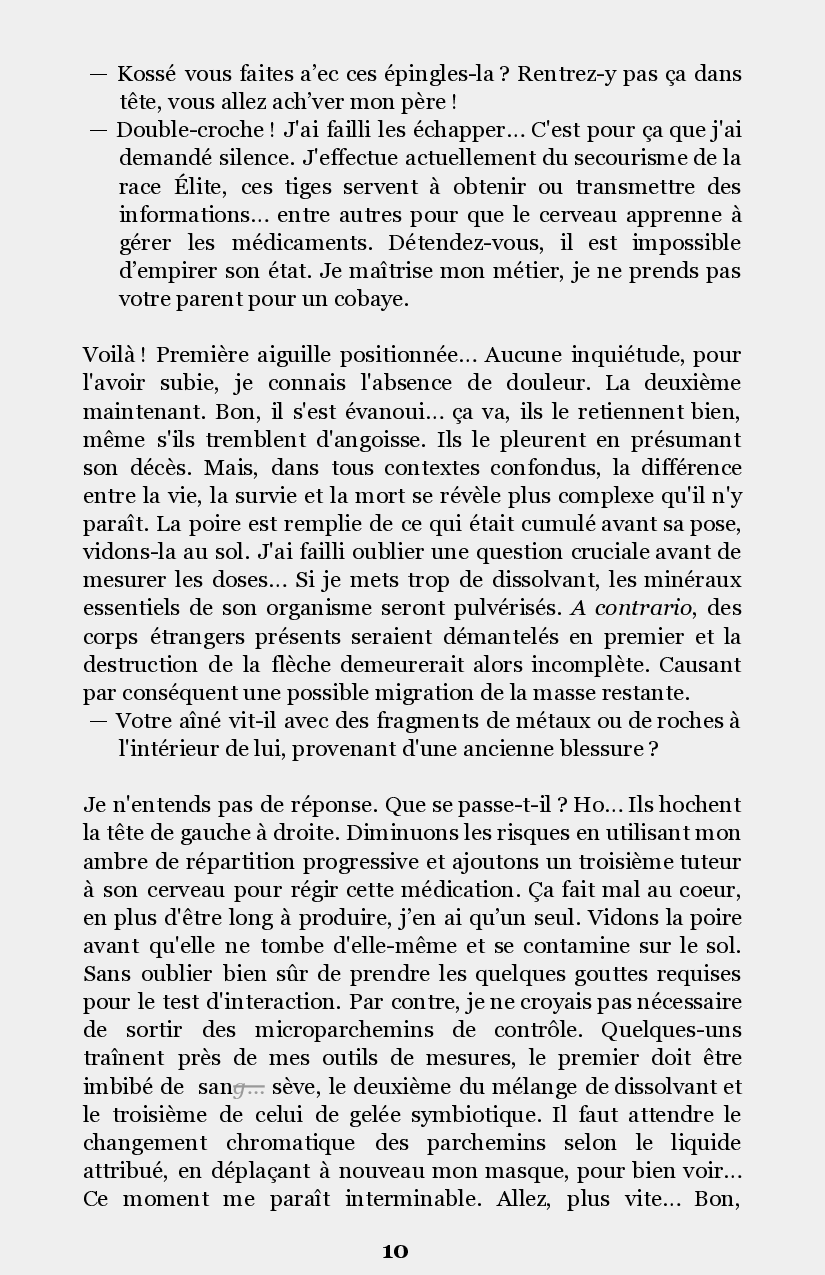 — Kossé vous faites a’ec ces épingles-la ? Rentrez-y pas ça dans
tête, vous allez ach’ver mon père !
— Double-croche ! J'ai failli les échapper... C'est pour ça que j'ai
demandé silence. J'effectue actuellement du secourisme de la
race Élite, ces tiges servent à obtenir ou transmettre des
informations... entre autres pour que le cerveau apprenne à
gérer les médicaments. Détendez-vous, il est impossible
d’empirer son état. Je maîtrise mon métier, je ne prends pas
votre parent pour un cobaye.
Voilà ! Première aiguille positionnée... Aucune inquiétude, pour
l'avoir subie, je connais l'absence de douleur. La deuxième
maintenant. Bon, il s'est évanoui... ça va, ils le retiennent bien,
même s'ils tremblent d'angoisse. Ils le pleurent en présumant
son décès. Mais, dans tous contextes confondus, la différence
entre la vie, la survie et la mort se révèle plus complexe qu'il n'y
paraît. La poire est remplie de ce qui était cumulé avant sa pose,
vidons-la au sol. J'ai failli oublier une question cruciale avant de
mesurer les doses... Si je mets trop de dissolvant, les minéraux
essentiels de son organisme seront pulvérisés. A contrario, des
corps étrangers présents seraient démantelés en premier et la
destruction de la flèche demeurerait alors incomplète. Causant
par conséquent une possible migration de la masse restante.
— Votre aîné vit-il avec des fragments de métaux ou de roches à
l'intérieur de lui, provenant d'une ancienne blessure ?
Je n'entends pas de réponse. Que se passe-t-il ? Ho... Ils hochent
la tête de gauche à droite. Diminuons les risques en utilisant mon
ambre de répartition progressive et ajoutons un troisième tuteur
à son cerveau pour régir cette médication. Ça fait mal au coeur,
en plus d'être long à produire, j’en ai qu’un seul. Vidons la poire
avant qu'elle ne tombe d'elle-même et se contamine sur le sol.
Sans oublier bien sûr de prendre les quelques gouttes requises
pour le test d'interaction. Par contre, je ne croyais pas nécessaire
de sortir des microparchemins de contrôle. Quelques-uns
traînent près de mes outils de mesures, le premier doit être
imbibé de sang... sève, le deuxième du mélange de dissolvant et
le troisième de celui de gelée symbiotique. Il faut attendre le
changement chromatique des parchemins selon le liquide
attribué, en déplaçant à nouveau mon masque, pour bien voir...
Ce moment me paraît interminable. Allez, plus vite... Bon,
10